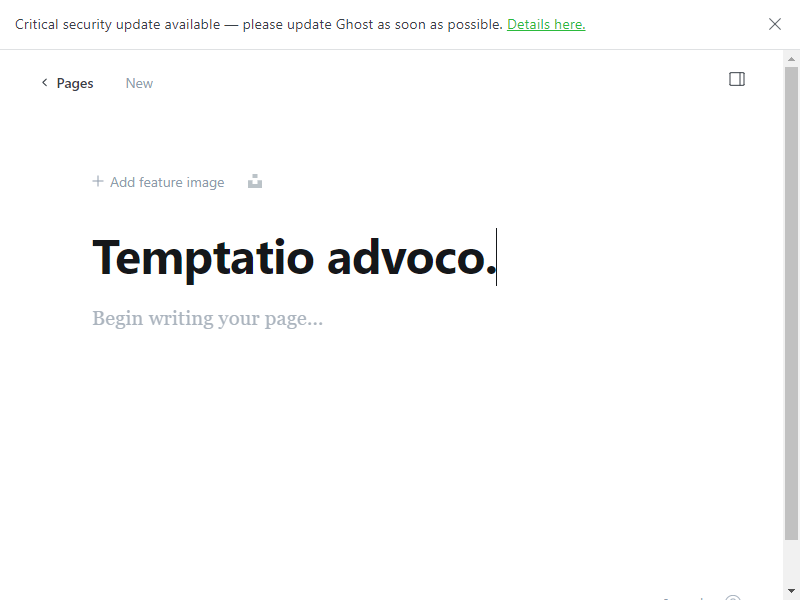 Critical security update available — please update Ghost as soon as possible. Details here.
Pages New
Add feature image
Temptatio advoco.
Begin writing your page...